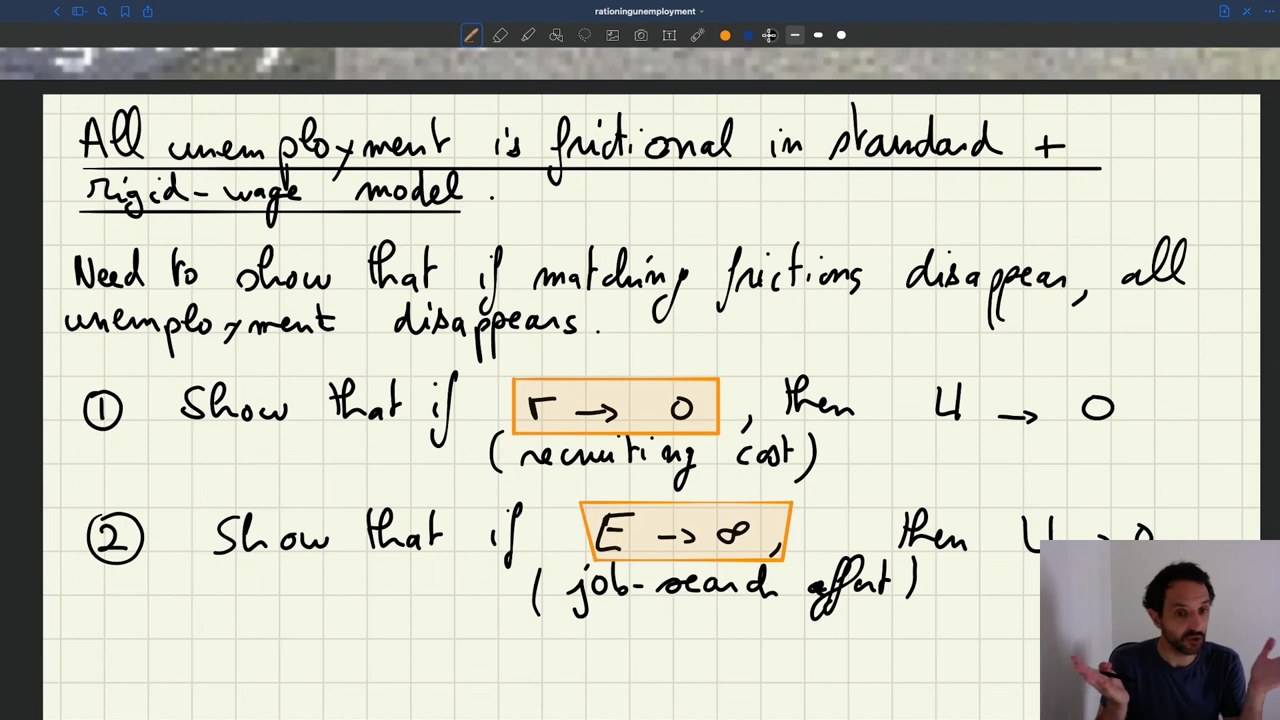 rationingunemployment
All unemployment is frictional in standard +
rigid-wage model.
Need to show that if matching frictions disappear, all
unemployment disappears.
① Show that if r → 0, then U → 0
(recruiting cost)
② Show that if E → ∞, then U → 0
(job-search effort)